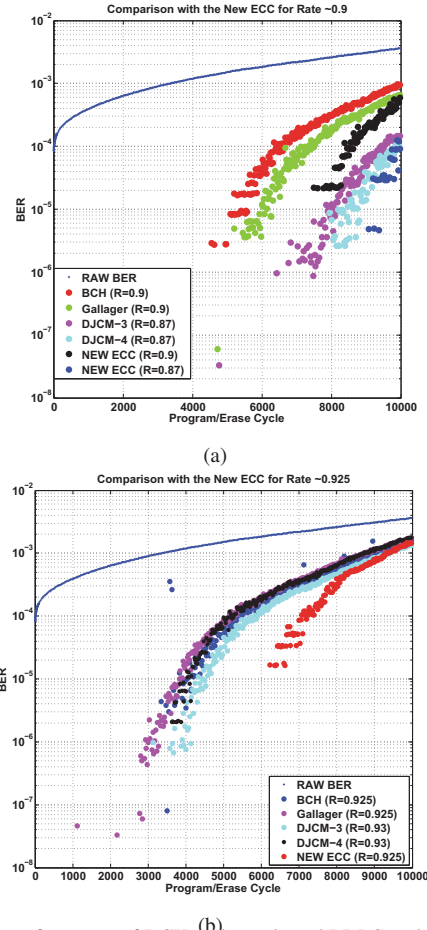 Comparison with the New ECC for Rate ~0.9
10⁻²
10⁻³
10⁻⁴
10⁻⁵
10⁻⁶
10⁻⁷
10⁻⁸
BER
RAW BER
BCH (R=0.9)
Gallager (R=0.9)
DJCM−3 (R=0.87)
DJCM−4 (R=0.87)
NEW ECC (R=0.9)
NEW ECC (R=0.87)
0 2000 4000 6000 8000 10000
Program/Erase Cycle
(a)
Comparison with the New ECC for Rate ~0.925
10⁻²
10⁻³
10⁻⁴
10⁻⁵
10⁻⁶
10⁻⁷
10⁻⁸
BER
RAW BER
BCH (R=0.925)
Gallager (R=0.925)
DJCM−3 (R=0.93)
DJCM−4 (R=0.93)
NEW ECC (R=0.925)
0 1000 2000 3000 4000 5000 6000 7000 8000 9000 10000
Program/Erase Cycle
(b)